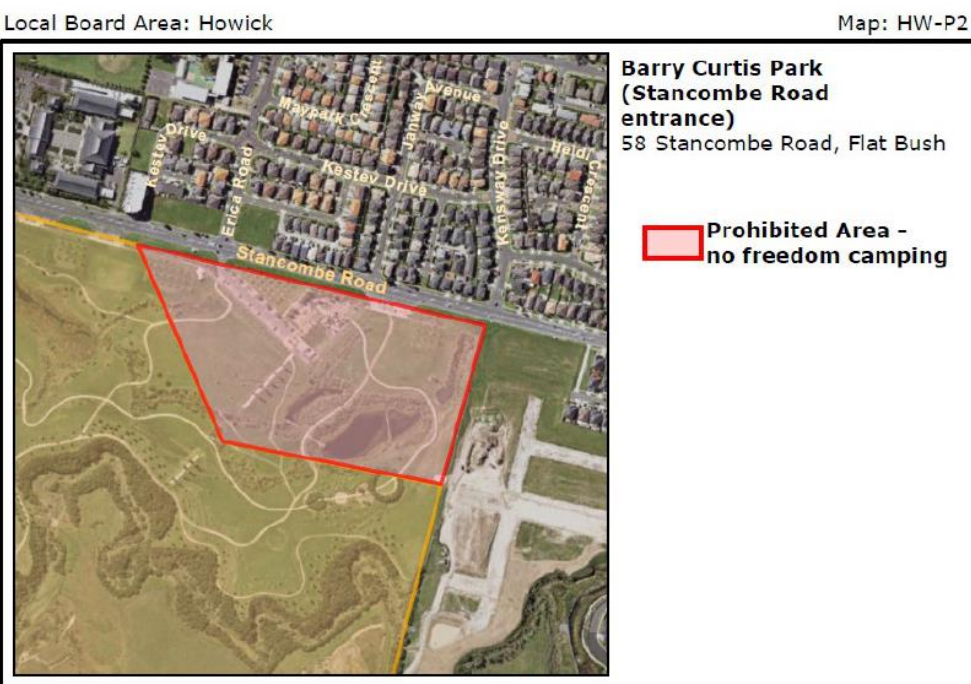 Local Board Area: Howick
Map: HW-P2
Barry Curtis Park
(Stancombe Road
entrance)
58 Stancombe Road, Flat Bush
Prohibited Area -
no freedom camping
Maypark Crescent
Janway Avenue
Kestev Drive
Kestev Drive
Erica Road
Kensway Drive
Heidi Crescent
Stancombe Road